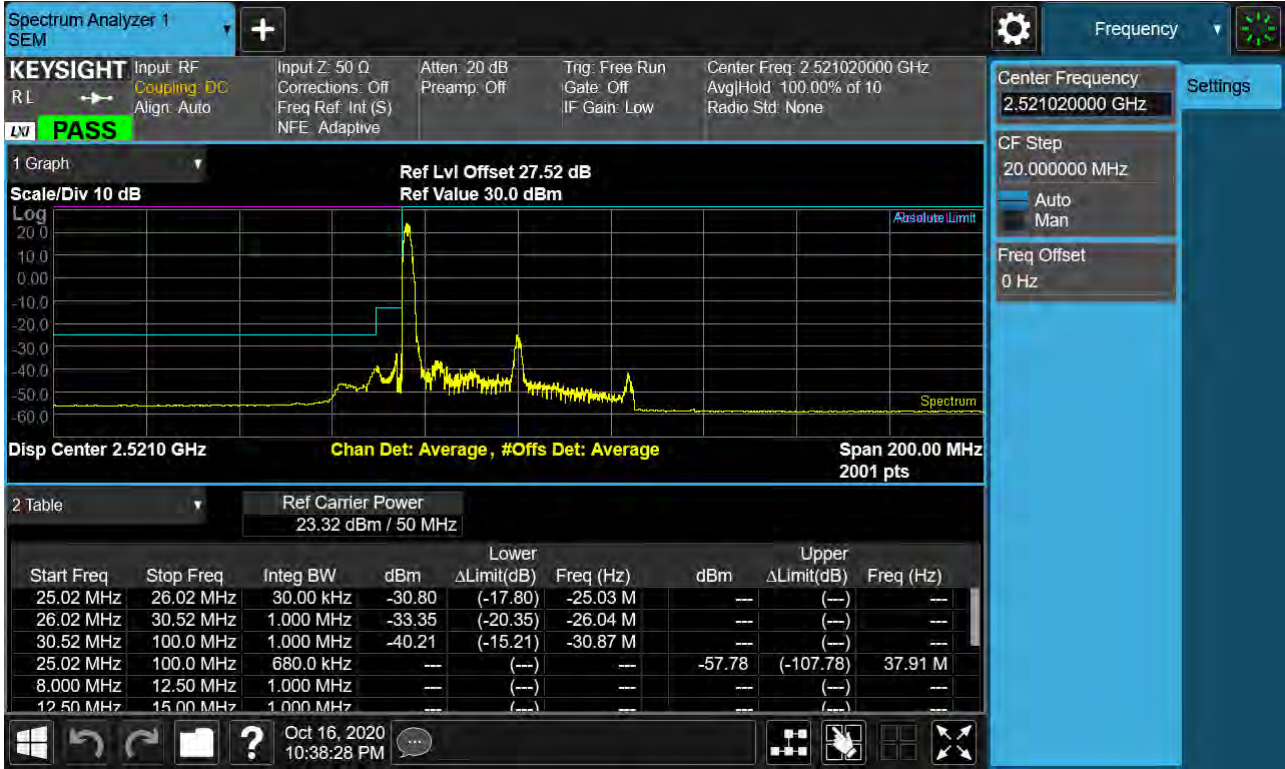 Spectrum Analyzer 1
SEM
Frequency
KEYSIGHT
Input: RF
Coupling: DC
Align: Auto
Input Z: 50 Ω
Corrections: Off
Freq Ref: Int (S)
NFE: Adaptive
Atten: 20 dB
Preamp: Off
Trig: Free Run
Gate: Off
IF Gain: Low
Center Freq: 2.521020000 GHz
Avg|Hold: 100.00% of 10
Radio Std: None
R L
LXI
PASS
Center Frequency
2.521020000 GHz
Settings
CF Step
20.000000 MHz
Auto
Man
Freq Offset
0 Hz
1 Graph
Ref Lvl Offset 27.52 dB
Scale/Div 10 dB
Ref Value 30.0 dBm
Log
Absolute Limit
20.0
10.0
0.00
-10.0
-20.0
-30.0
-40.0
-50.0
Spectrum
-60.0
Disp Center 2.5210 GHz
Chan Det: Average, #Offs Det: Average
Span 200.00 MHz
2001 pts
2 Table
Ref Carrier Power
23.32 dBm / 50 MHz
Lower Upper
Start Freq Stop Freq Integ BW dBm ΔLimit(dB) Freq (Hz) dBm ΔLimit(dB) Freq (Hz)
25.02 MHz 26.02 MHz 30.00 kHz -30.80 (-17.80) -25.03 M --- (---) ---
26.02 MHz 30.52 MHz 1.000 MHz -33.35 (-20.35) -26.04 M --- (---) ---
30.52 MHz 100.0 MHz 1.000 MHz -40.21 (-15.21) -30.87 M --- (---) ---
25.02 MHz 100.0 MHz 680.0 kHz --- (---) --- -57.78 (-107.78) 37.91 M
8.000 MHz 12.50 MHz 1.000 MHz --- (---) --- --- (---) ---
12.50 MHz 15.00 MHz 1.000 MHz --- (---) --- --- (---) ---
Oct 16, 2020
10:38:28 PM